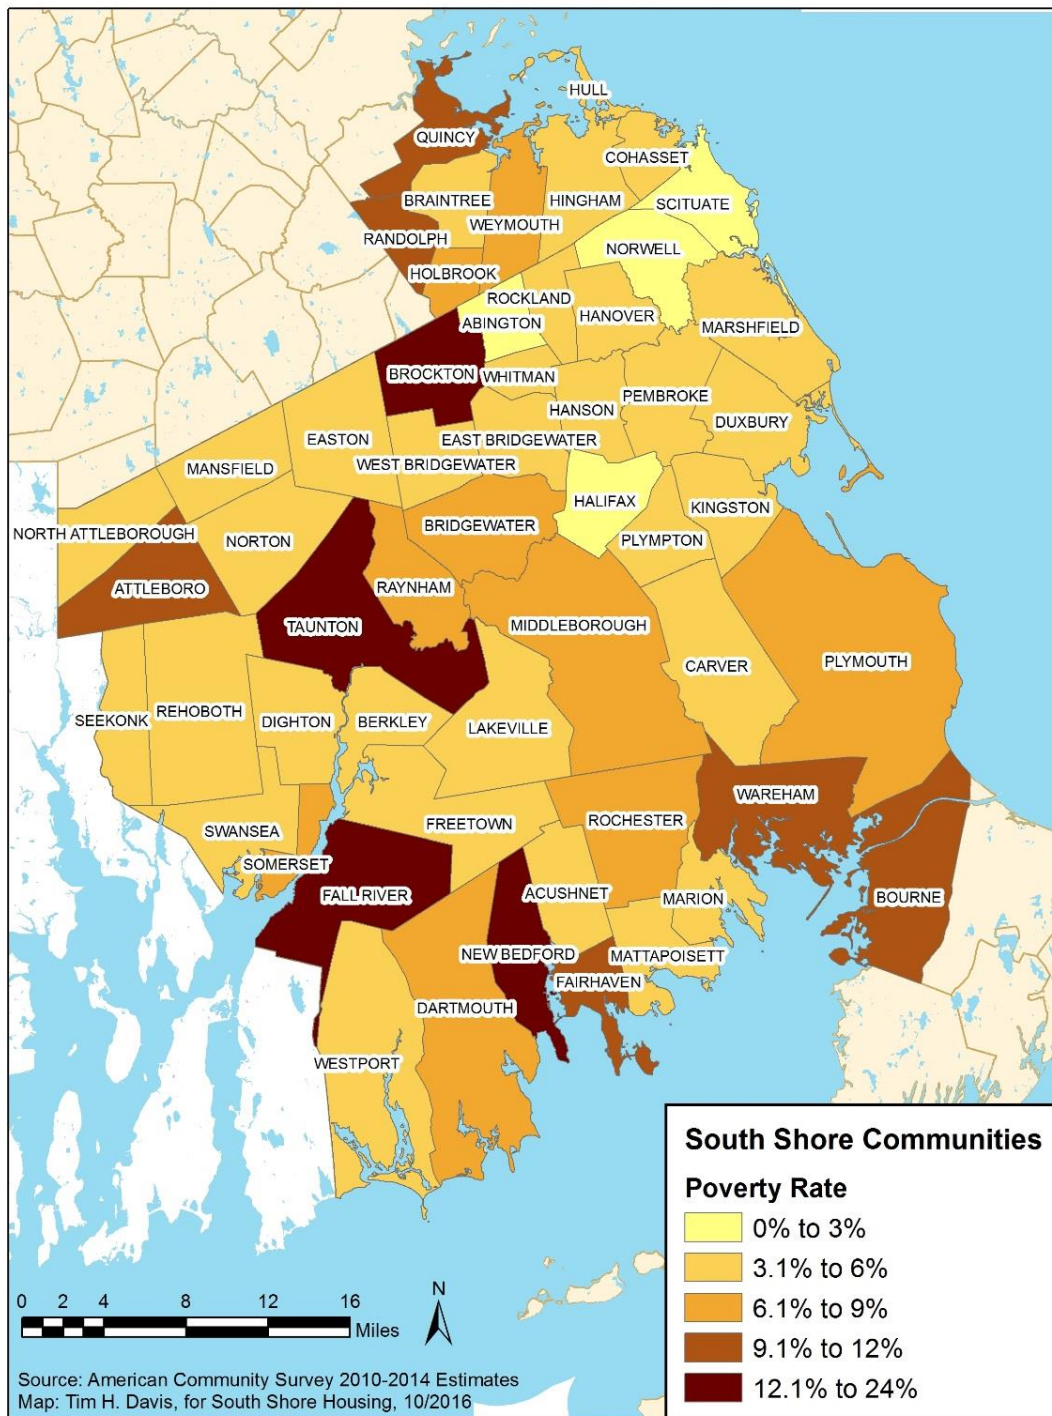 HULL
QUINCY
COHASSET
BRAINTREE
HINGHAM
SCITUATE
WEYMOUTH
RANDOLPH
NORWELL
HOLBROOK
ROCKLAND
HANOVER
ABINGTON
MARSHFIELD
BROCKTON
WHITMAN
HANSON
PEMBROKE
DUXBURY
EASTON
EAST BRIDGEWATER
MANSFIELD
WEST BRIDGEWATER
HALIFAX
KINGSTON
NORTH ATTLEBOROUGH
NORTON
BRIDGEWATER
PLYMPTON
ATTLEBORO
RAYNHAM
TAUNTON
MIDDLEBOROUGH
CARVER
PLYMOUTH
SEEKONK
REHOBOTH
DIGHTON
BERKLEY
LAKEVILLE
WAREHAM
SWANSEA
FREETOWN
ROCHESTER
SOMERSET
FALL RIVER
ACUSHNET
MARION
BOURNE
NEW BEDFORD
MATTAPOISETT
FAIRHAVEN
DARTMOUTH
WESTPORT
South Shore Communities
Poverty Rate
0% to 3%
3.1% to 6%
6.1% to 9%
9.1% to 12%
12.1% to 24%
N
0 2 4 8 12 16
Miles
Source: American Community Survey 2010-2014 Estimates
Map: Tim H. Davis, for South Shore Housing, 10/2016